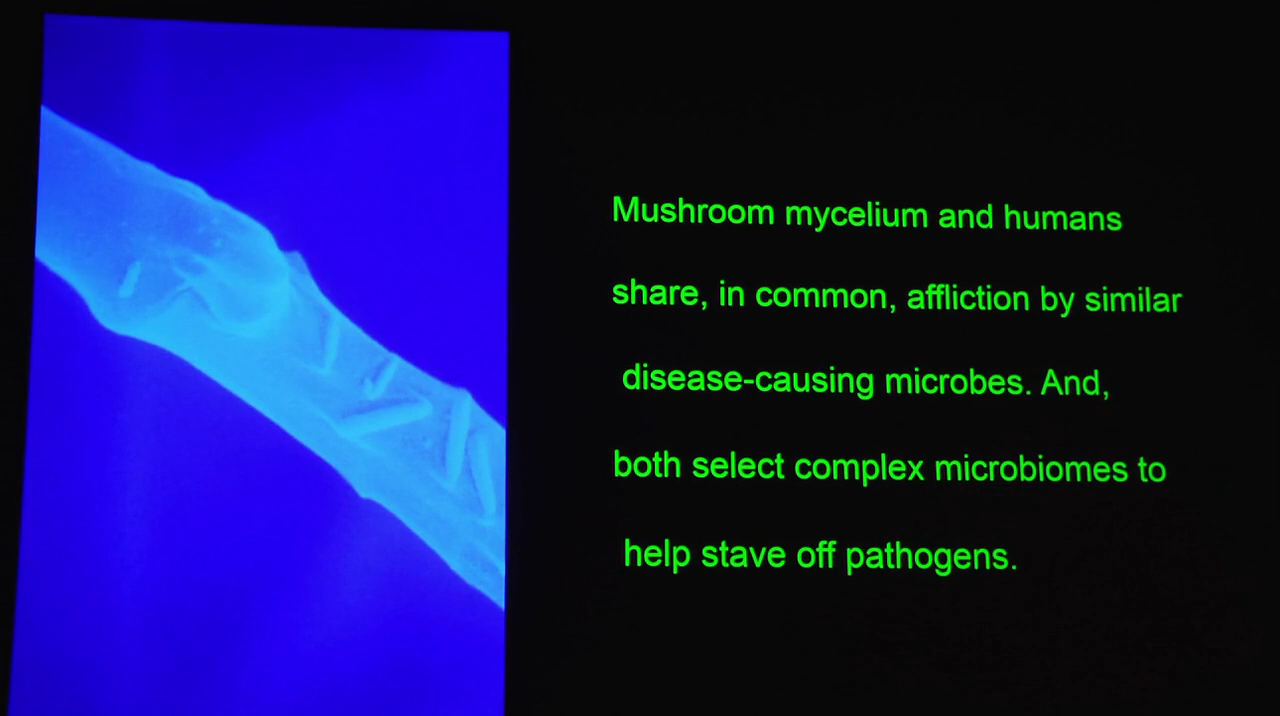 Mushroom mycelium and humans
share, in common, affliction by similar
disease-causing microbes. And,
both select complex microbiomes to
help stave off pathogens.